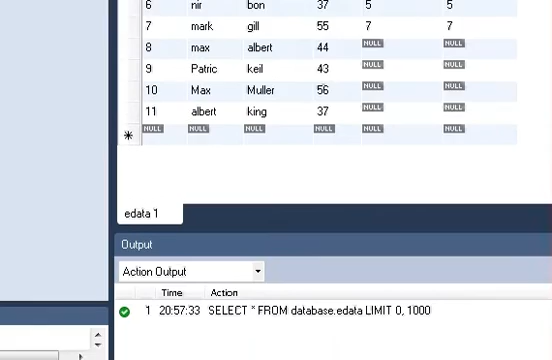 6 nir bon 37 5 5
7 mark gill 55 7 7
8 max albert 44 NULL NULL
9 Patric keil 43 NULL NULL
10 Max Muller 56 NULL NULL
11 albert king 37 NULL NULL
* NULL NULL NULL NULL NULL NULL
edata 1
Output
Action Output
Time Action
1 20:57:33 SELECT * FROM database.edata LIMIT 0, 1000